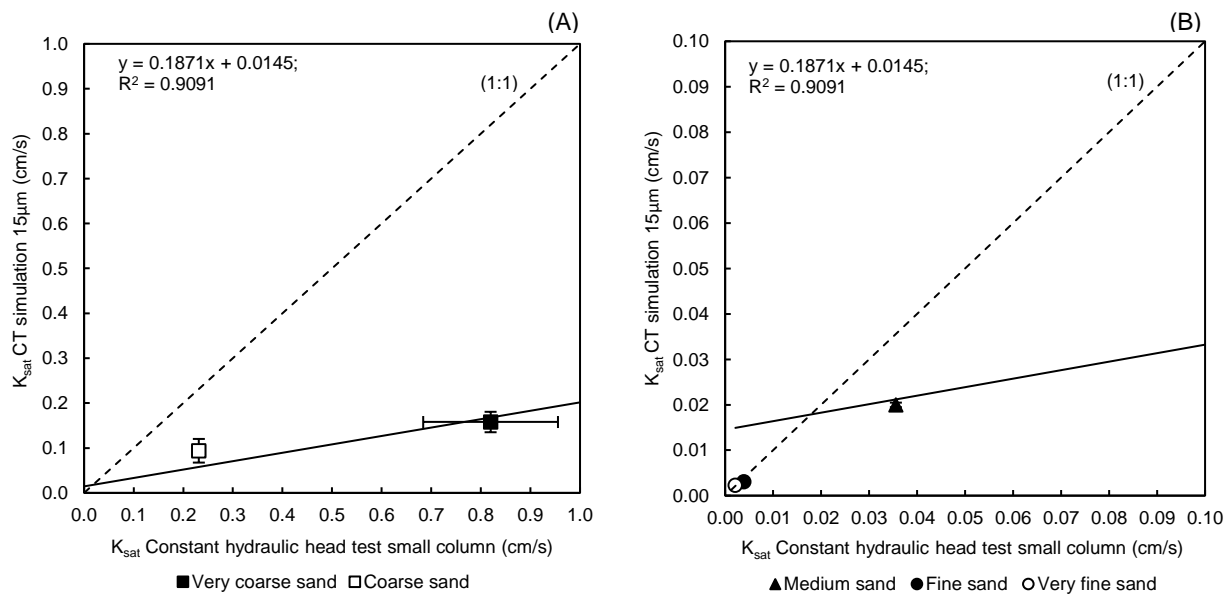 (A)
y = 0.1871x + 0.0145;
R² = 0.9091
(1:1)
1.0
0.9
0.8
0.7
0.6
0.5
0.4
0.3
0.2
0.1
0.0
K_sat CT simulation 15µm (cm/s)
0.0 0.1 0.2 0.3 0.4 0.5 0.6 0.7 0.8 0.9 1.0
K_sat Constant hydraulic head test small column (cm/s)
Very coarse sand Coarse sand
(B)
y = 0.1871x + 0.0145;
R² = 0.9091
(1:1)
0.10
0.09
0.08
0.07
0.06
0.05
0.04
0.03
0.02
0.01
0.00
K_sat CT simulation 15µm (cm/s)
0.00 0.01 0.02 0.03 0.04 0.05 0.06 0.07 0.08 0.09 0.10
K_sat Constant hydraulic head test small column (cm/s)
Medium sand Fine sand Very fine sand